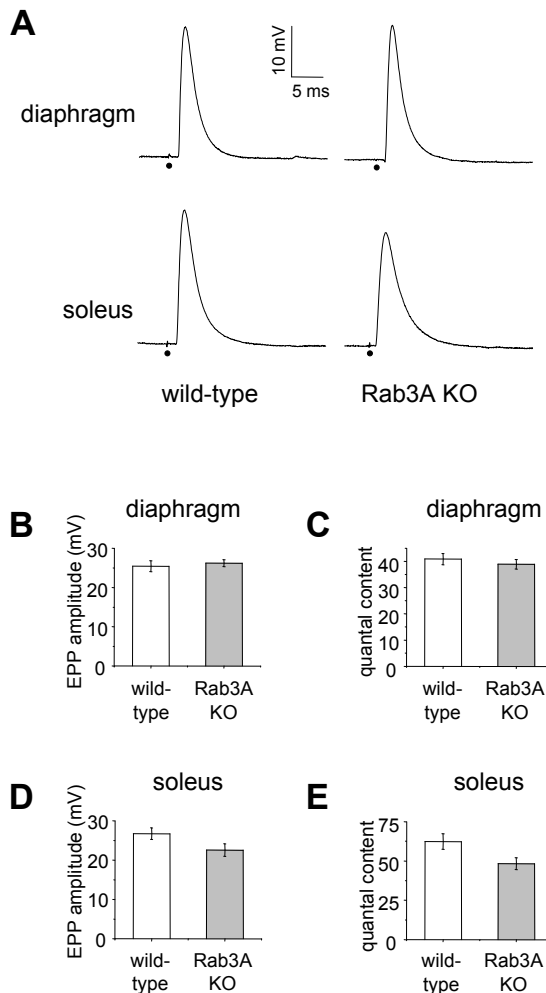 A
10 mV
5 ms
diaphragm
soleus
wild-type
Rab3A KO
B
diaphragm
EPP amplitude (mV)
30
20
10
0
wild-
type
Rab3A
KO
C
diaphragm
quantal content
40
30
20
10
0
wild-
type
Rab3A
KO
D
soleus
EPP amplitude (mV)
30
20
10
0
wild-
type
Rab3A
KO
E
soleus
quantal content
75
50
25
0
wild-
type
Rab3A
KO